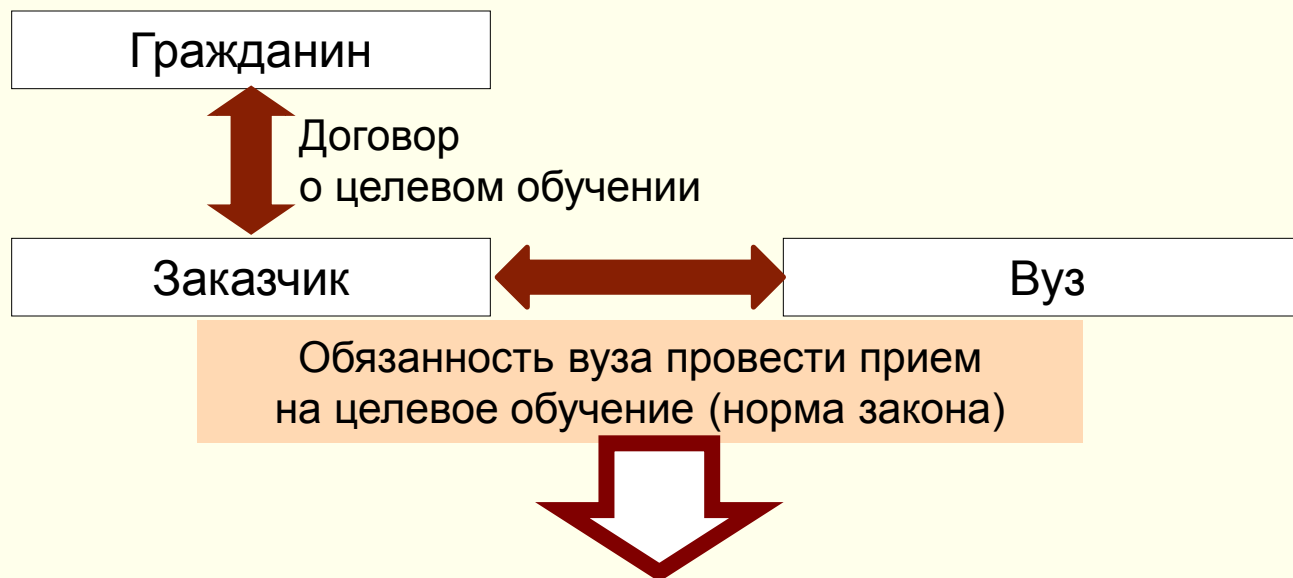 Гражданин
Договор
о целевом обучении
Заказчик
Вуз
Обязанность вуза провести прием
на целевое обучение (норма закона)